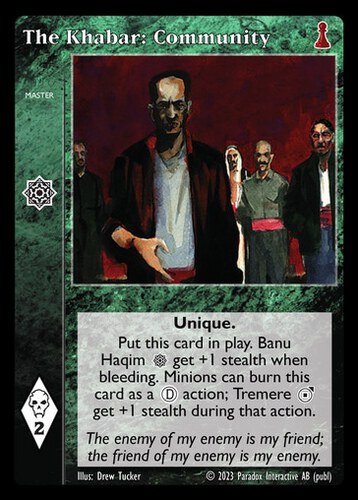 The Khabar: Community
MASTER
Unique.
Put this card in play. Banu
Haqim get +1 stealth when
bleeding. Minions can burn this
card as a D action; Tremere
get +1 stealth during that action.
The enemy of my enemy is my friend;
the friend of my enemy is my enemy.
2
Illus: Drew Tucker © 2023 Paradox Interactive AB (publ)